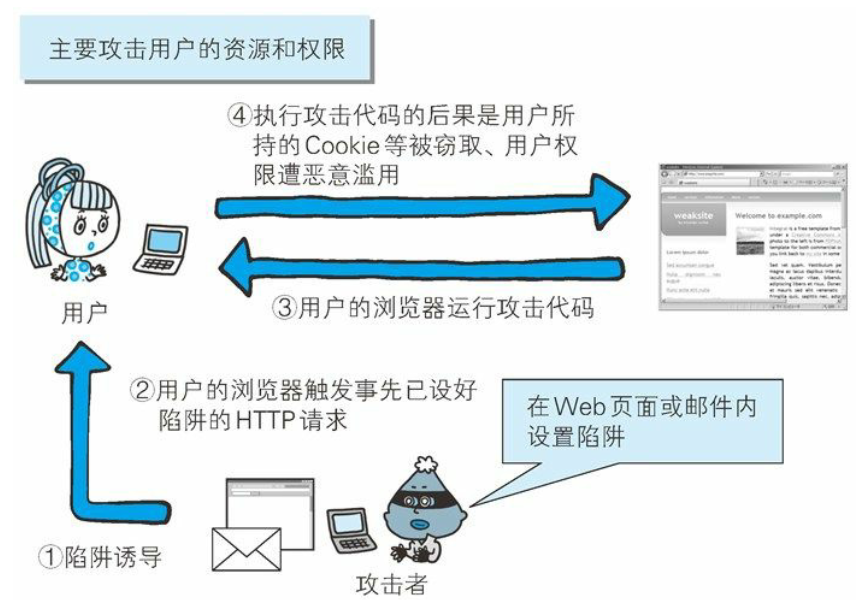 主要攻击用户的资源和权限
④执行攻击代码的后果是用户所
持的Cookie等被窃取、用户权
限遭恶意滥用
weaksite
Welcome to example.com
Lorem ipsum dolor
用户
③用户的浏览器运行攻击代码
②用户的浏览器触发事先已设好
陷阱的HTTP请求
在Web页面或邮件内
设置陷阱
①陷阱诱导
攻击者